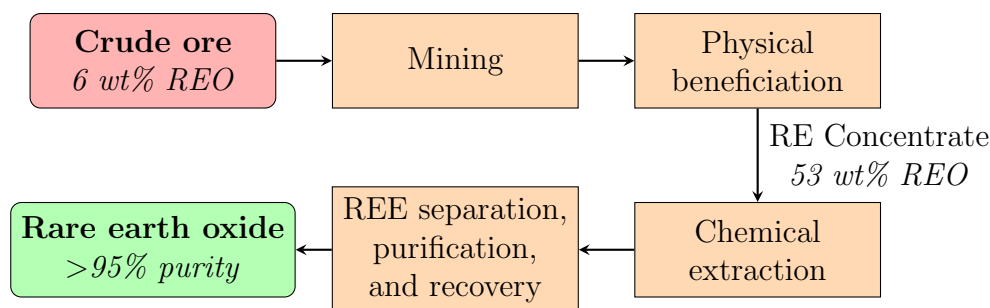 Crude ore
6 wt% REO
Mining
Physical
beneficiation
RE Concentrate
53 wt% REO
Chemical
extraction
REE separation,
purification,
and recovery
Rare earth oxide
>95% purity